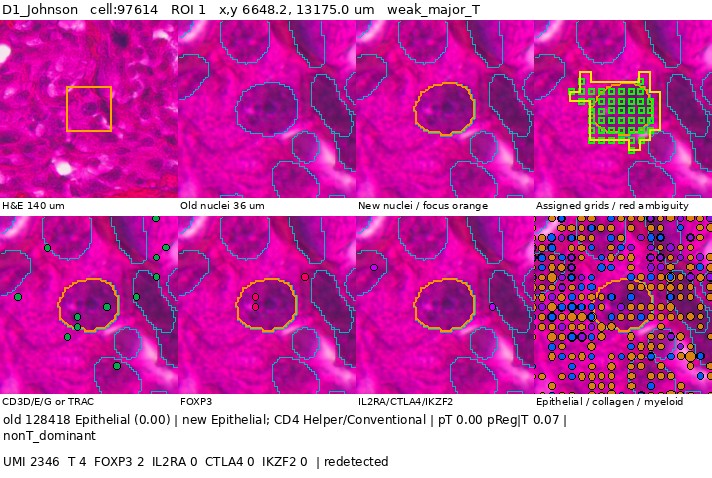 D1_Johnson cell:97614 ROI 1 x,y 6648.2, 13175.0 um weak_major_T
H&E 140 um
Old nuclei 36 um
New nuclei / focus orange
Assigned grids / red ambiguity
CD3D/E/G or TRAC
FOXP3
IL2RA/CTLA4/IKZF2
Epithelial / collagen / myeloid
old 128418 Epithelial (0.00) | new Epithelial; CD4 Helper/Conventional | pT 0.00 pReg|T 0.07 |
nonT_dominant
UMI 2346 T 4 FOXP3 2 IL2RA 0 CTLA4 0 IKZF2 0 | redetected